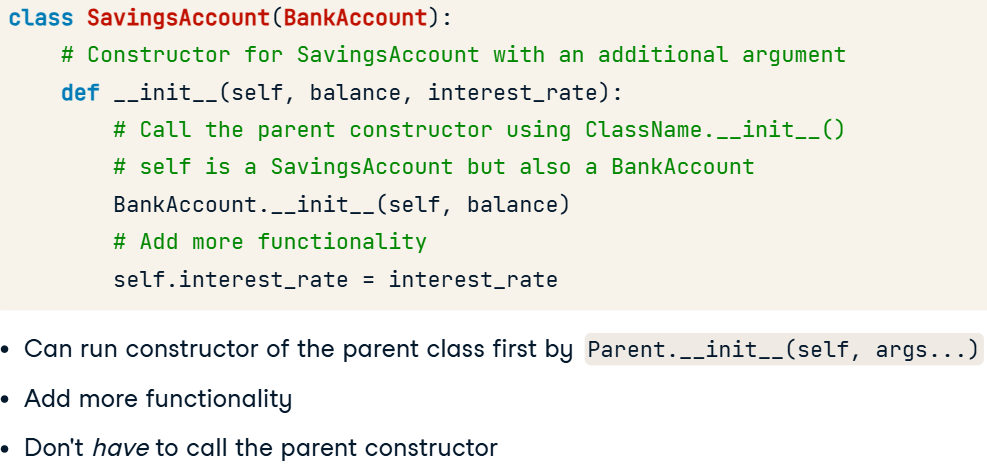 class SavingsAccount(BankAccount):
    # Constructor for SavingsAccount with an additional argument
    def __init__(self, balance, interest_rate):
        # Call the parent constructor using ClassName.__init__()
        # self is a SavingsAccount but also a BankAccount
        BankAccount.__init__(self, balance)
        # Add more functionality
        self.interest_rate = interest_rate
• Can run constructor of the parent class first by Parent.__init__(self, args...)
• Add more functionality
• Don't have to call the parent constructor